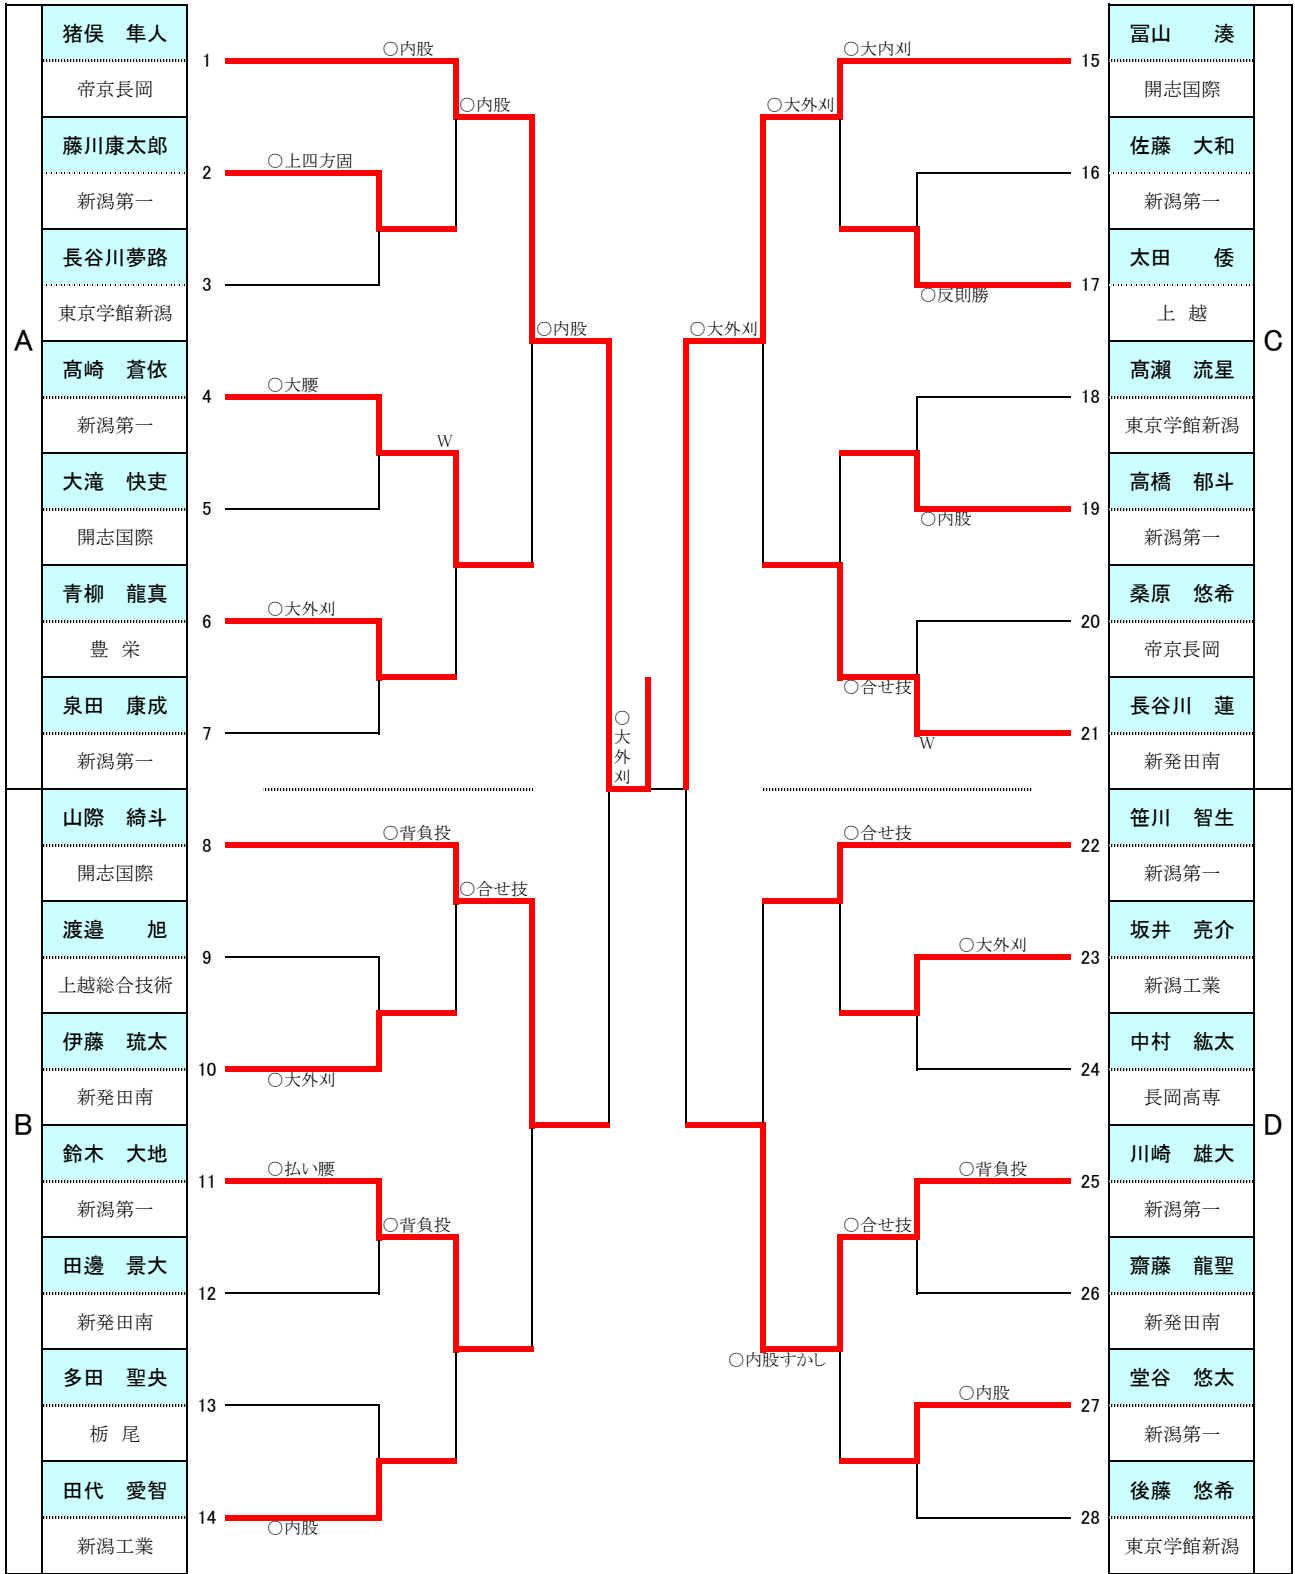 A
猪俣　隼人
1
帝京長岡
○内股
藤川康太郎
2
新潟第一
○上四方固
○内股
長谷川夢路
3
東京学館新潟
○内股
髙崎　蒼依
4
新潟第一
○大腰
W
大滝　快吏
5
開志国際
青柳　龍真
6
豊 栄
○大外刈
泉田　康成
7
新潟第一
B
山際　綺斗
8
開志国際
○背負投
○合せ技
渡邉　　旭
9
上越総合技術
伊藤　琉太
10
新発田南
○大外刈
鈴木　大地
11
新潟第一
○払い腰
○背負投
田邊　景大
12
新発田南
多田　聖央
13
栃 尾
田代　愛智
14
新潟工業
○内股
○大外刈
C
○大内刈
15
冨山　　湊
開志国際
○大外刈
16
佐藤　大和
新潟第一
17
太田　　倭
上 越
○反則勝
○大外刈
18
髙瀨　流星
東京学館新潟
19
高橋　郁斗
新潟第一
○内股
20
桑原　悠希
帝京長岡
○合せ技
21
長谷川　蓮
新発田南
W
D
○合せ技
22
笹川　智生
新潟第一
○大外刈
23
坂井　亮介
新潟工業
24
中村　紘太
長岡高専
○背負投
25
川崎　雄大
新潟第一
○合せ技
26
齋藤　龍聖
新発田南
○内股すかし
○内股
27
堂谷　悠太
新潟第一
28
後藤　悠希
東京学館新潟